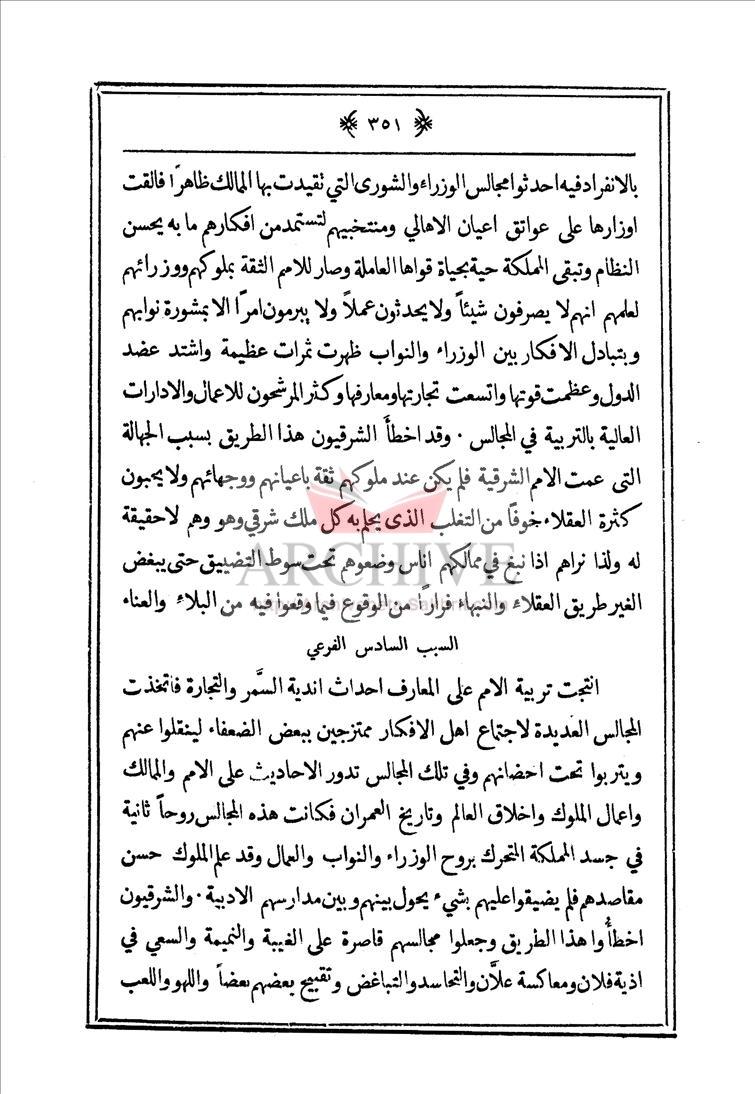 ﴿ ٣٥١ ﴾
بالانفراد فيه احدثوا مجالس الوزراء والشورى التي تقيدت بها الممالك ظاهرًا فالقت
اوزارها على عواتق اعيان الاهالي ومنتخبيهم لتستمد من افكارهم ما به يحسن
النظام وتبقى المملكة حية بحياة قواها العاملة وصار للامم الثقة بملوكهم ووزرائهم
لعلمهم انهم لا يصرفون شيئاً ولا يحدثون عملاً ولا يبرمون امرًا الا بمشورة نوابهم
وبتبادل الافكار بين الوزراء والنواب ظهرت ثمرات عظيمة واشتد عضد
الدول وعظمت قوتها واتسعت تجارتها ومعارفها وكثر المرشحون للاعمال والادارات
العالية بالتربية في المجالس ٠ وقد اخطأ الشرقيون هذا الطريق بسبب الجهالة
التى عمت الامم الشرقية فلم يكن عند ملوكهم ثقة باعيانهم ووجهائهم ولا يحبون
كثرة العقلاء خوفاً من التغلب الذى يحلم به كل ملك شرقي وهو وهم لا حقيقة
له ولذا نراهم اذا نبغ في ممالكهم اناس وضعوهم تحت سوط التضييق حتى يبغض
الغير طريق العقلاء والنبهاء فرارًا من الوقوع فيما وقعوا فيه من البلاء والعناء
السبب السادس الفرعي
انتجت تربية الامم على المعارف احداث اندية السَّمر والتجارة فاتخذت
المجالس العديدة لاجتماع اهل الافكار ممتزجين ببعض الضعفاء لينقلوا عنهم
ويتربوا تحت احضانهم وفي تلك المجالس تدور الاحاديث على الامم والممالك
واعمال الملوك واخلاق العالم وتاريخ العمران فكانت هذه المجالس روحاً ثانية
في جسد المملكة المتحرك بروح الوزراء والنواب والعمال وقد علم الملوك حسن
مقاصدهم فلم يضيقوا عليهم بشيء يحول بينهم وبين مدارسهم الادبية ٠ والشرقيون
اخطأُوا هذا الطريق وجعلوا مجالسهم قاصرة على الغيبة والنميمة والسعي في
اذية فلان ومعاكسة علاَّن والتحاسد والتباغض وتقبيح بعضهم بعضاً واللهو واللعب
ARCHIVE